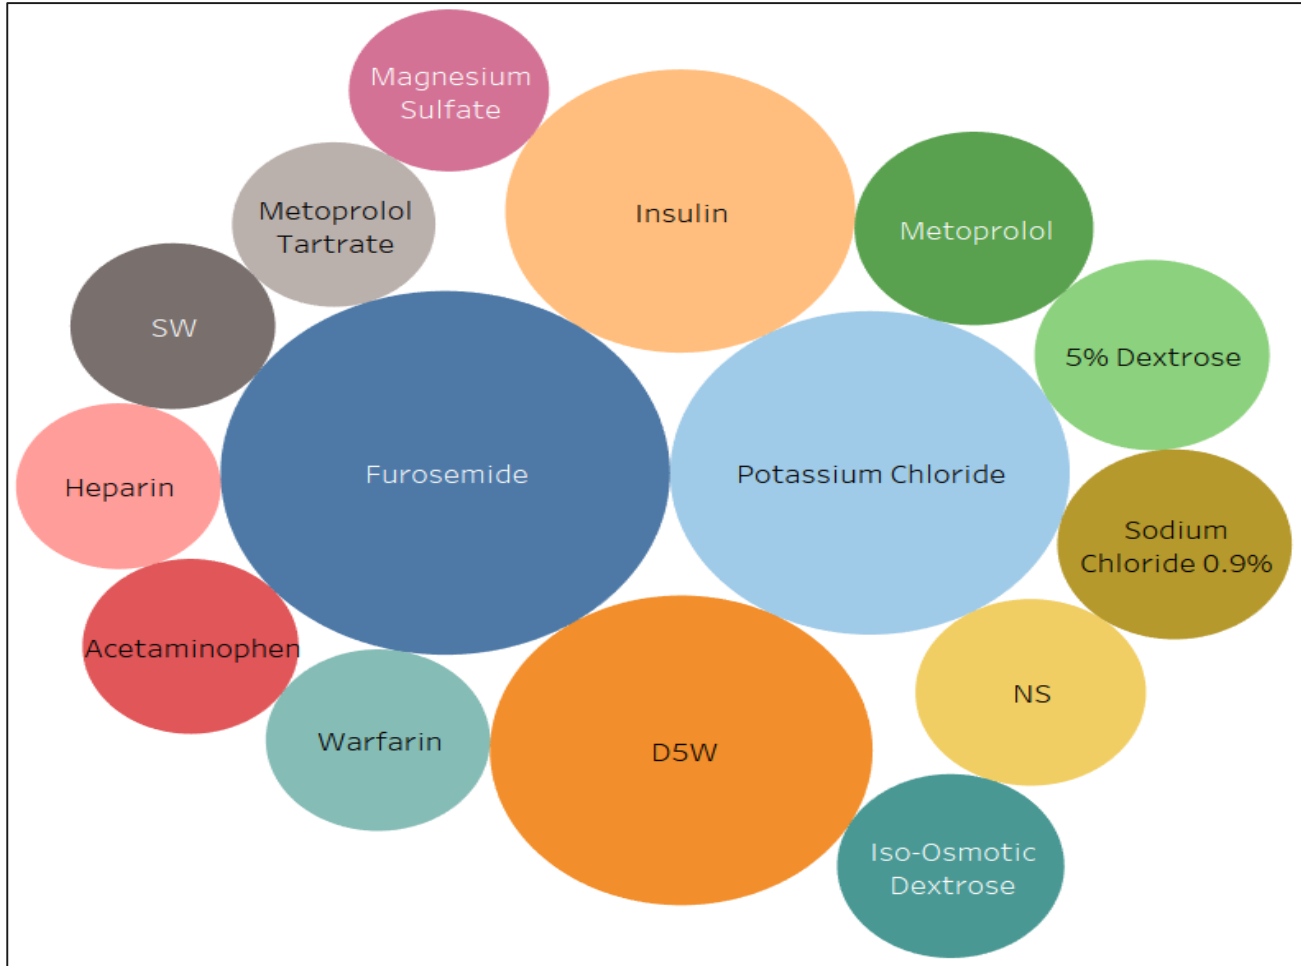 Magnesium
Sulfate
Insulin
Metoprolol
Tartrate
Metoprolol
SW
5% Dextrose
Heparin
Furosemide
Potassium Chloride
Sodium
Chloride 0.9%
Acetaminophen
NS
Warfarin
D5W
Iso-Osmotic
Dextrose